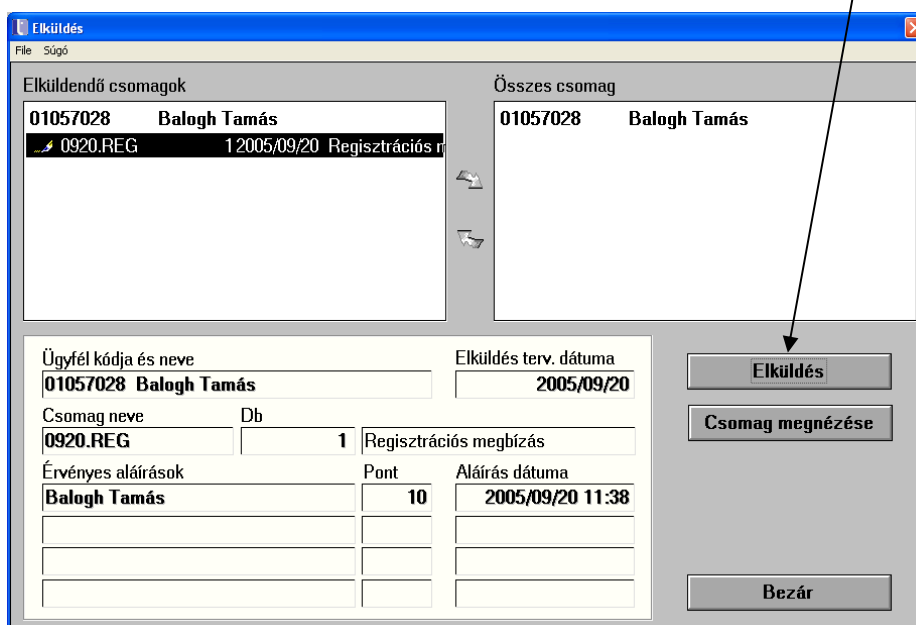 Elküldés
File Súgó
Elküldendő csomagok
01057028 Balogh Tamás
0920.REG 1 2005/09/20 Regisztrációs m
Összes csomag
01057028 Balogh Tamás
Ügyfél kódja és neve
01057028 Balogh Tamás
Elküldés terv. dátuma
2005/09/20
Csomag neve Db
0920.REG 1 Regisztrációs megbízás
Érvényes aláírások Pont Aláírás dátuma
Balogh Tamás 10 2005/09/20 11:38
Elküldés
Csomag megnézése
Bezár